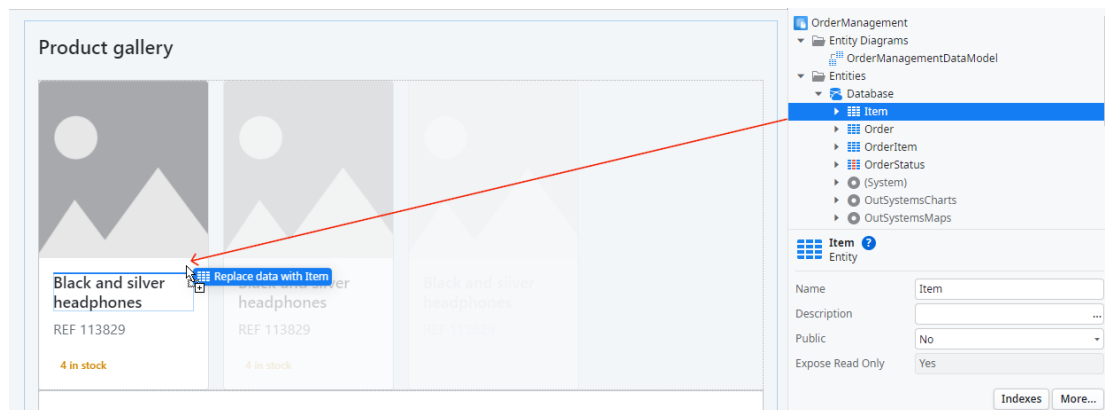 Product gallery
Black and silver
headphones
REF 113829
4 in stock
Replace data with Item
Black and silver
headphones
REF 113829
4 in stock
Black and silver
headphones
REF 113829
OrderManagement
Entity Diagrams
OrderManagementDataModel
Entities
Database
Item
Order
OrderItem
OrderStatus
(System)
OutSystemsCharts
OutSystemsMaps
Item ?
Entity
Name Item
Description ...
Public No
Expose Read Only Yes
Indexes More...